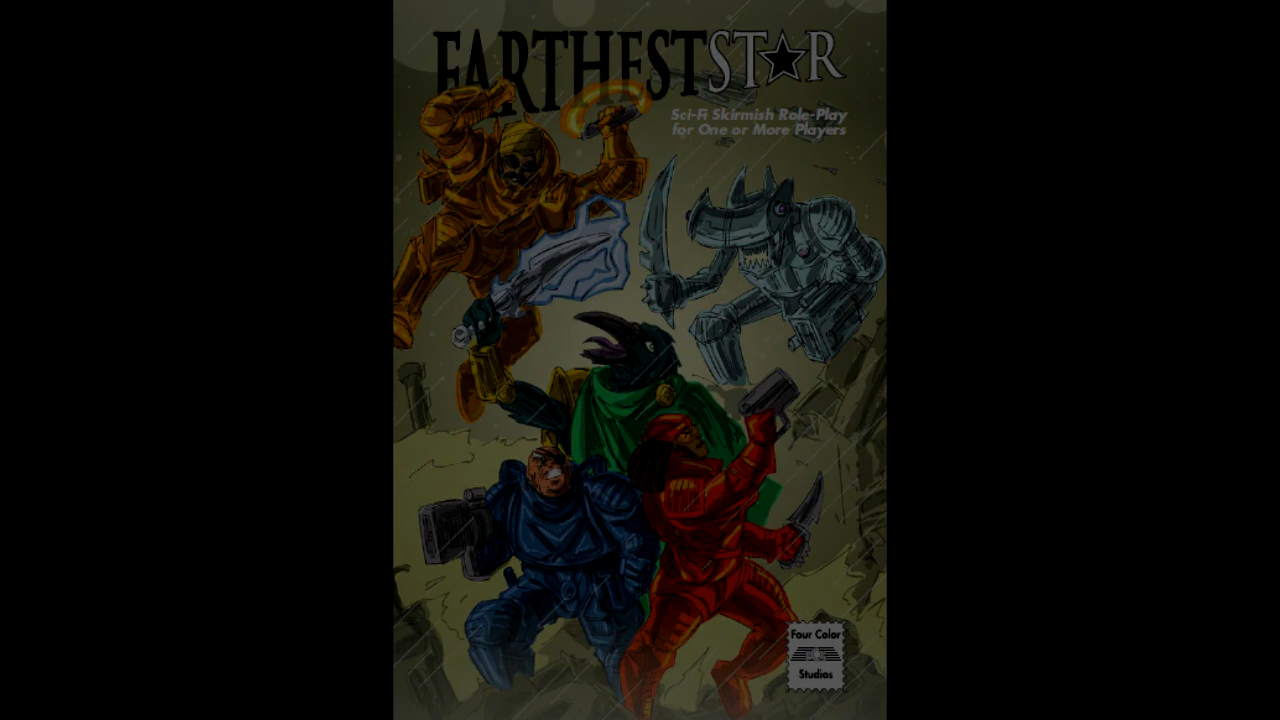 FARTHEST STAR
Sci-Fi Skirmish Role-Play
for One or More Players
Four Color
Studios